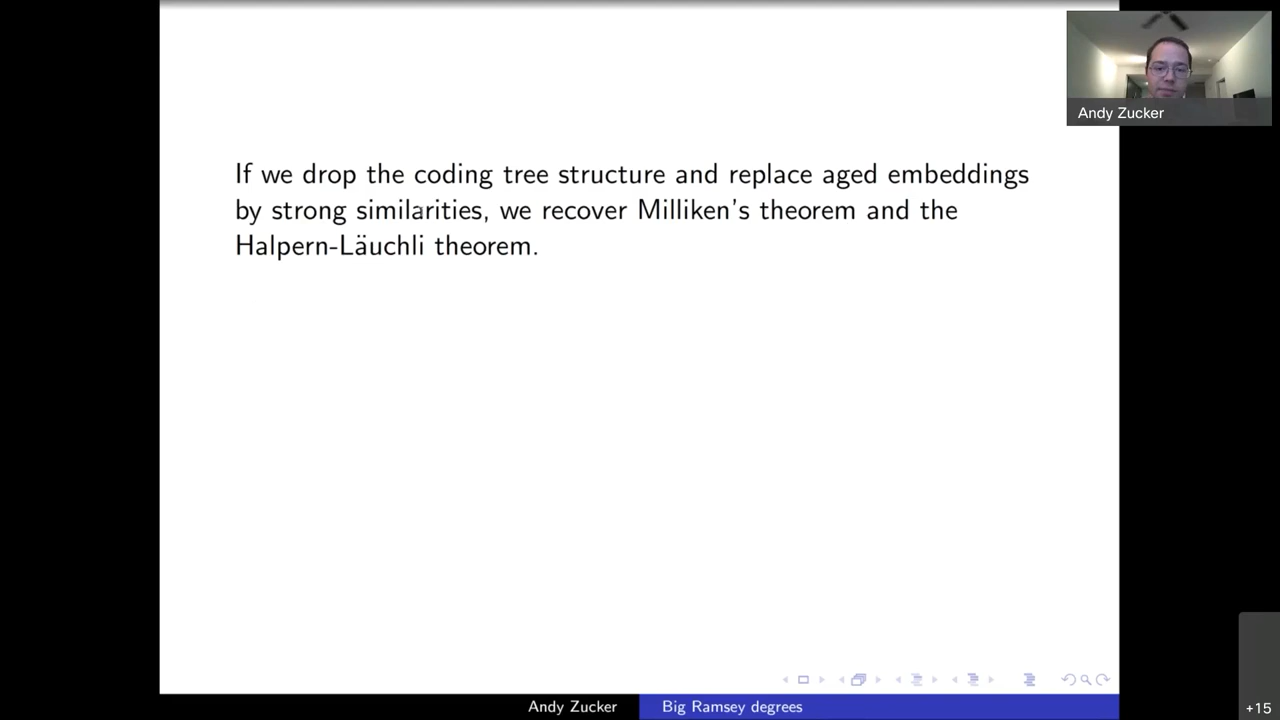 Andy Zucker
If we drop the coding tree structure and replace aged embeddings
by strong similarities, we recover Milliken's theorem and the
Halpern-Läuchli theorem.
Andy Zucker
Big Ramsey degrees
+15